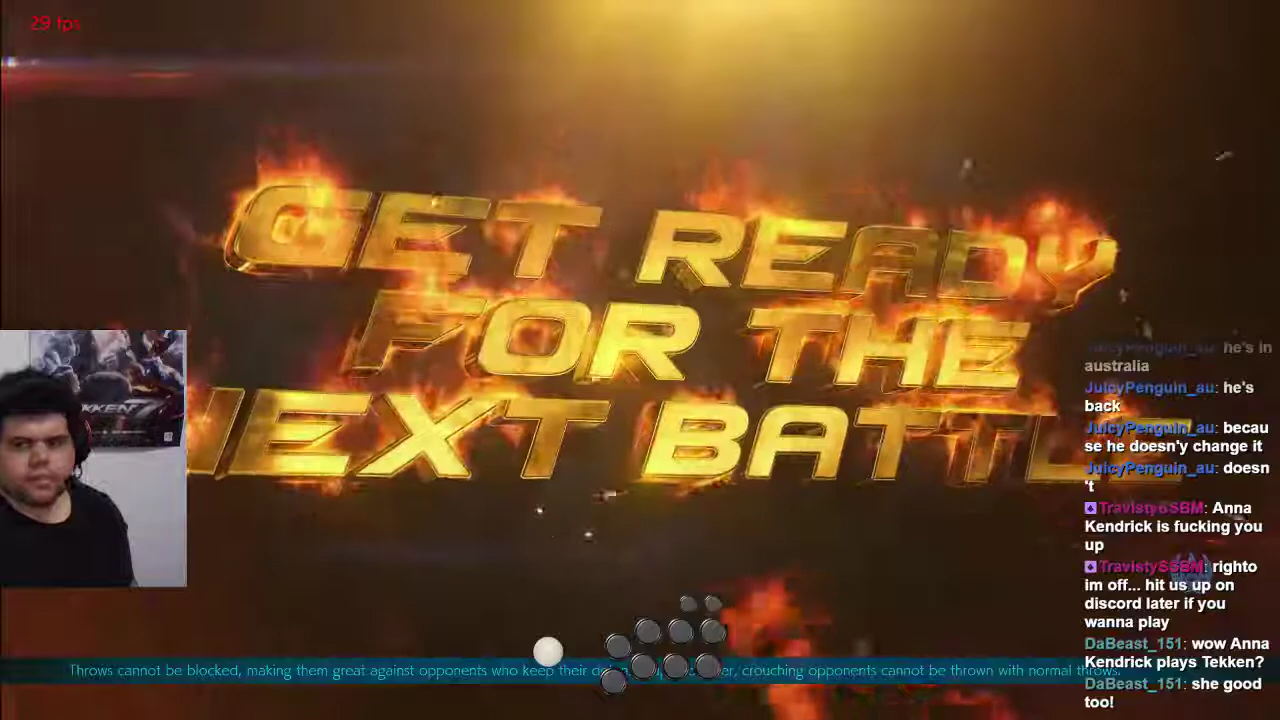 29 fps
GET READY
FOR THE
NEXT BATTLE
KKEN 7
JuicyPenguin_au: he's in
australia
JuicyPenguin_au: he's
back
JuicyPenguin_au: becau
se he doesn'y change it
JuicyPenguin_au: doesn
't
TravistySSBM: Anna
Kendrick is fucking you
up
TravistySSBM: righto
im off... hit us up on
discord later if you
wanna play
DaBeast_151: wow Anna
Kendrick plays Tekken?
DaBeast_151: she good
too!
Throws cannot be blocked, making them great against opponents who keep their crouching opponents cannot be thrown with normal throws.